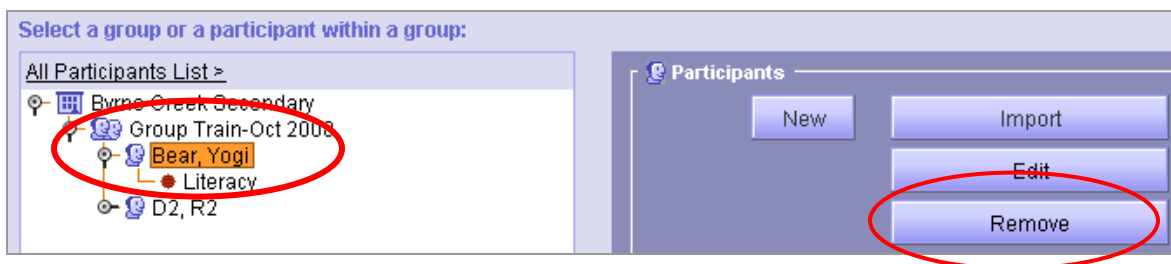 Select a group or a participant within a group:
All Participants List >
Byrne Creek Secondary
Group Train-Oct 2008
Bear, Yogi
Literacy
D2, R2
Participants
New
Import
Edit
Remove